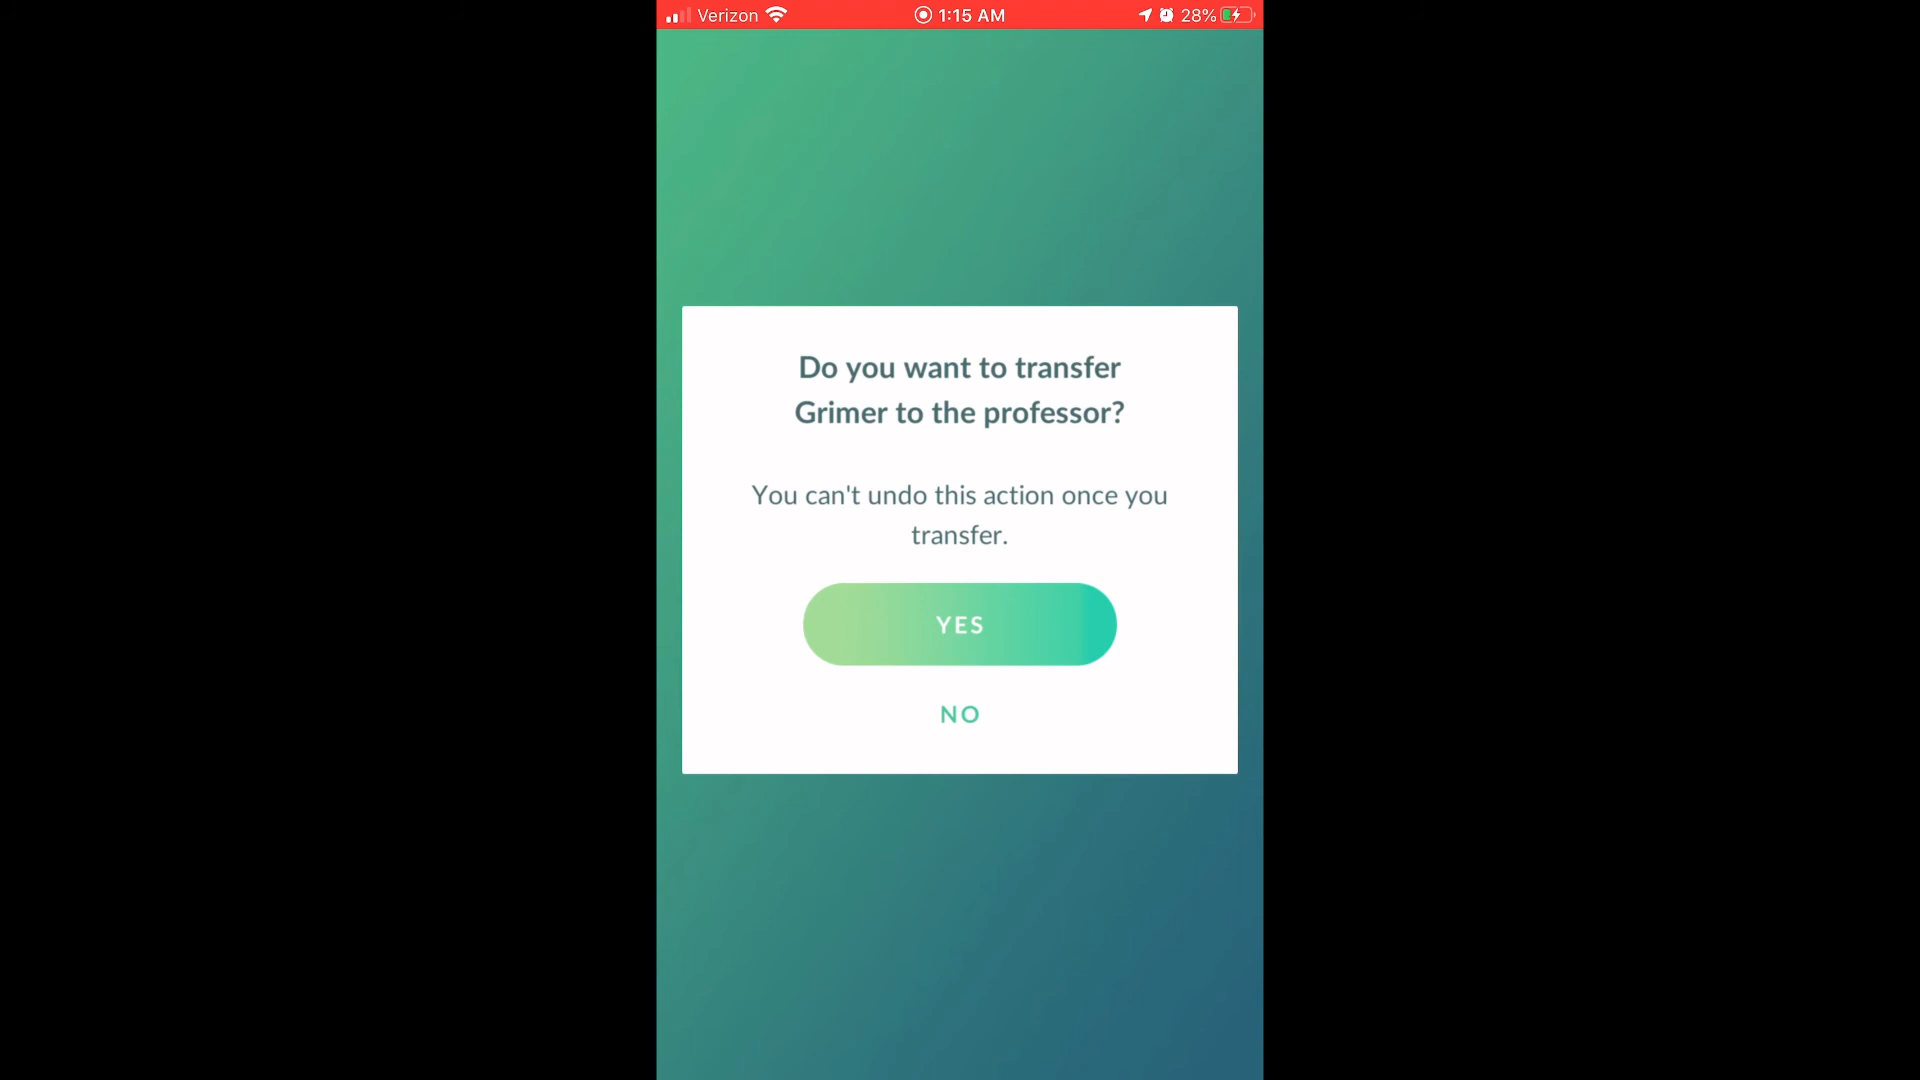 Verizon 1:15 AM 28%
Do you want to transfer
Grimer to the professor?
You can't undo this action once you
transfer.
YES
NO